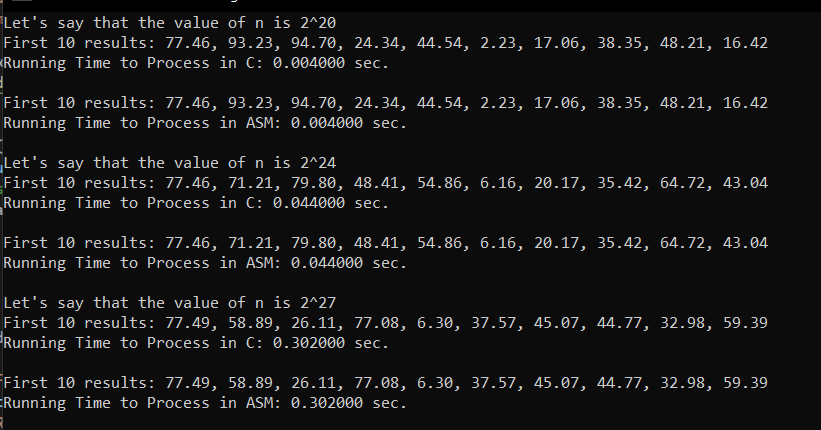 Let's say that the value of n is 2^20
First 10 results: 77.46, 93.23, 94.70, 24.34, 44.54, 2.23, 17.06, 38.35, 48.21, 16.42
Running Time to Process in C: 0.004000 sec.
First 10 results: 77.46, 93.23, 94.70, 24.34, 44.54, 2.23, 17.06, 38.35, 48.21, 16.42
Running Time to Process in ASM: 0.004000 sec.
Let's say that the value of n is 2^24
First 10 results: 77.46, 71.21, 79.80, 48.41, 54.86, 6.16, 20.17, 35.42, 64.72, 43.04
Running Time to Process in C: 0.044000 sec.
First 10 results: 77.46, 71.21, 79.80, 48.41, 54.86, 6.16, 20.17, 35.42, 64.72, 43.04
Running Time to Process in ASM: 0.044000 sec.
Let's say that the value of n is 2^27
First 10 results: 77.49, 58.89, 26.11, 77.08, 6.30, 37.57, 45.07, 44.77, 32.98, 59.39
Running Time to Process in C: 0.302000 sec.
First 10 results: 77.49, 58.89, 26.11, 77.08, 6.30, 37.57, 45.07, 44.77, 32.98, 59.39
Running Time to Process in ASM: 0.302000 sec.